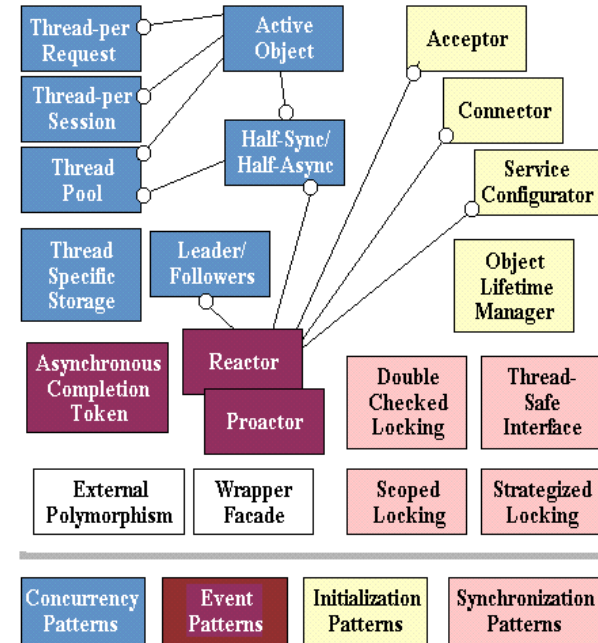 Thread-per
Request
Active
Object
Acceptor
Thread-per
Session
Connector
Half-Sync/
Half-Async
Thread
Pool
Service
Configurator
Thread
Specific
Storage
Leader/
Followers
Object
Lifetime
Manager
Asynchronous
Completion
Token
Reactor
Proactor
Double
Checked
Locking
Thread-
Safe
Interface
External
Polymorphism
Wrapper
Facade
Scoped
Locking
Strategized
Locking
Concurrency
Patterns
Event
Patterns
Initialization
Patterns
Synchronization
Patterns